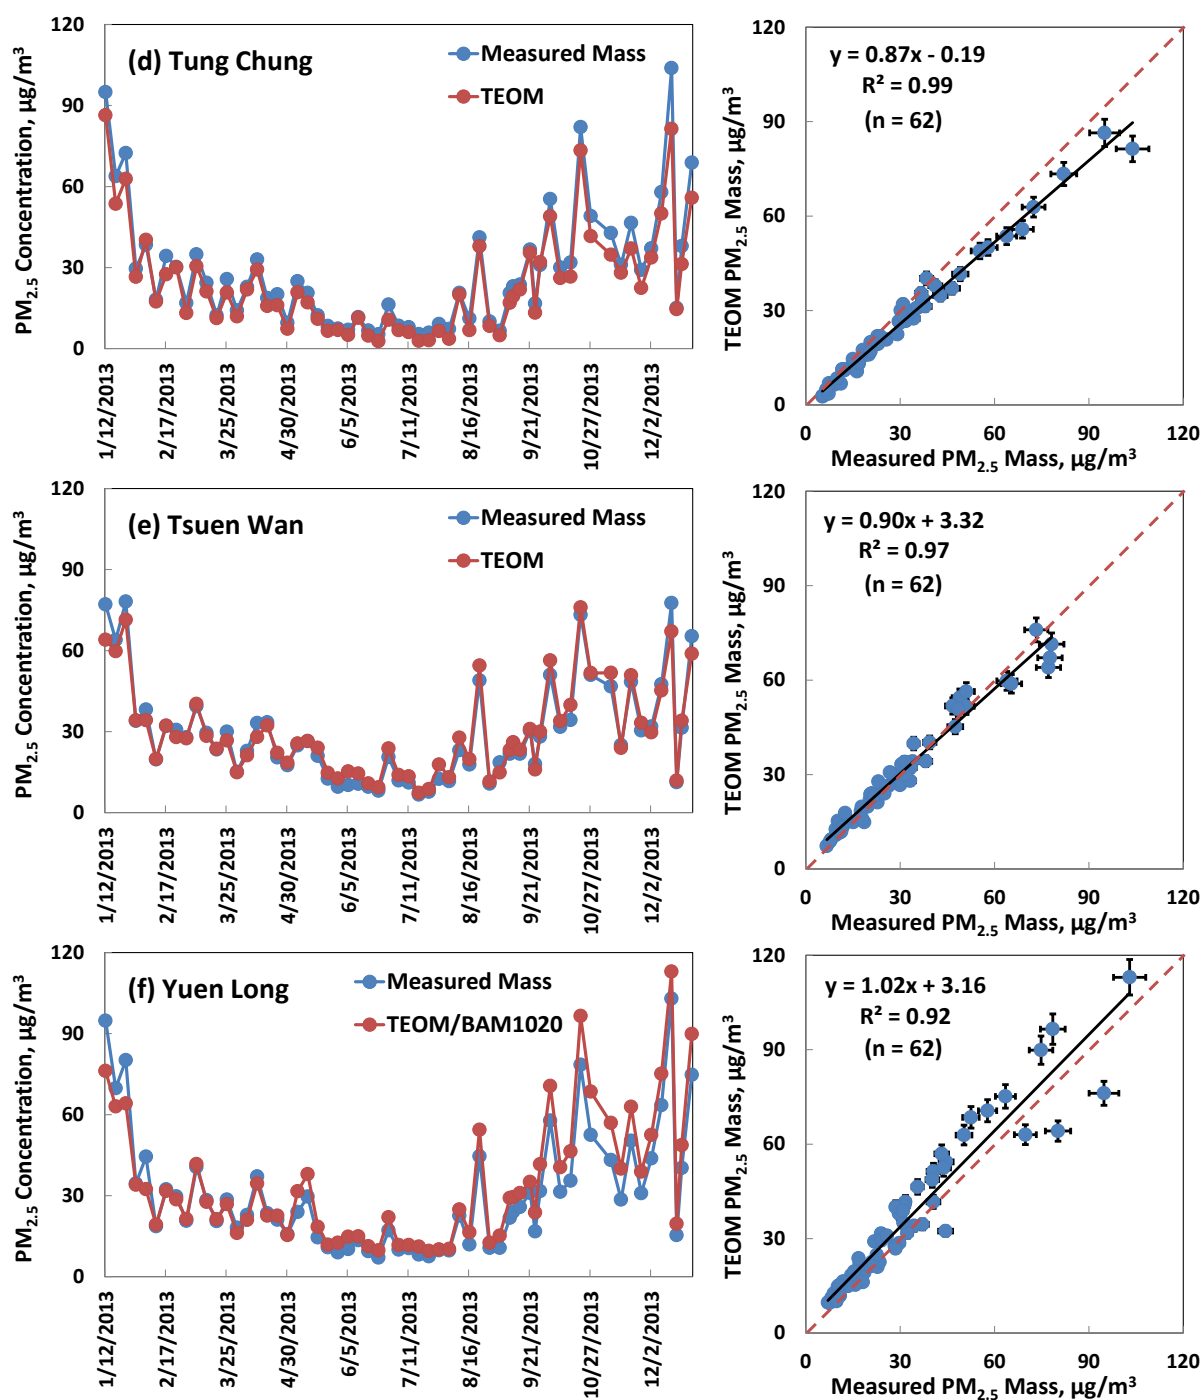 (d) Tung Chung
Measured Mass
TEOM
PM2.5 Concentration, µg/m³
120
90
60
30
0
1/12/2013
2/17/2013
3/25/2013
4/30/2013
6/5/2013
7/11/2013
8/16/2013
9/21/2013
10/27/2013
12/2/2013
y = 0.87x - 0.19
R² = 0.99
(n = 62)
TEOM PM2.5 Mass, µg/m³
120
90
60
30
0
0 30 60 90 120
Measured PM2.5 Mass, µg/m³
(e) Tsuen Wan
Measured Mass
TEOM
PM2.5 Concentration, µg/m³
120
90
60
30
0
1/12/2013
2/17/2013
3/25/2013
4/30/2013
6/5/2013
7/11/2013
8/16/2013
9/21/2013
10/27/2013
12/2/2013
y = 0.90x + 3.32
R² = 0.97
(n = 62)
TEOM PM2.5 Mass, µg/m³
120
90
60
30
0
0 30 60 90 120
Measured PM2.5 Mass, µg/m³
(f) Yuen Long
Measured Mass
TEOM/BAM1020
PM2.5 Concentration, µg/m³
120
90
60
30
0
1/12/2013
2/17/2013
3/25/2013
4/30/2013
6/5/2013
7/11/2013
8/16/2013
9/21/2013
10/27/2013
12/2/2013
y = 1.02x + 3.16
R² = 0.92
(n = 62)
TEOM PM2.5 Mass, µg/m³
120
90
60
30
0
0 30 60 90 120
Measured PM2.5 Mass, µg/m³